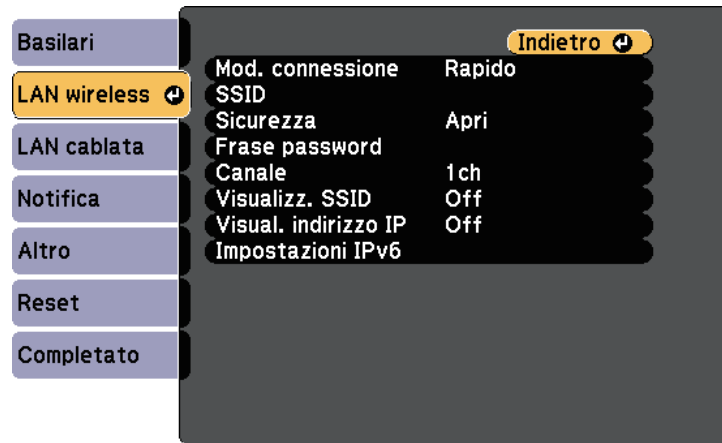 Basilari
LAN wireless
LAN cablata
Notifica
Altro
Reset
Completato
Indietro
Mod. connessione Rapido
SSID
Sicurezza Apri
Frase password
Canale 1ch
Visualizz. SSID Off
Visual. indirizzo IP Off
Impostazioni IPv6